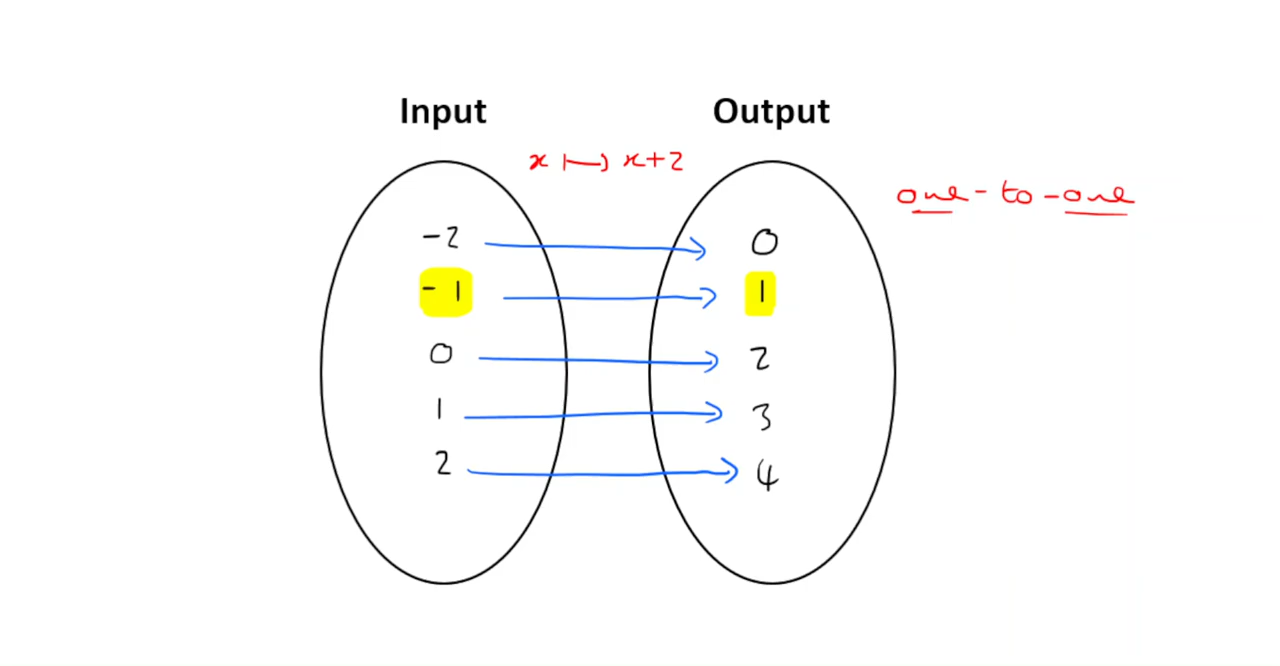 Input Output
x ↦ x+2
one-to-one
-2 0
-1 1
0 2
1 3
2 4